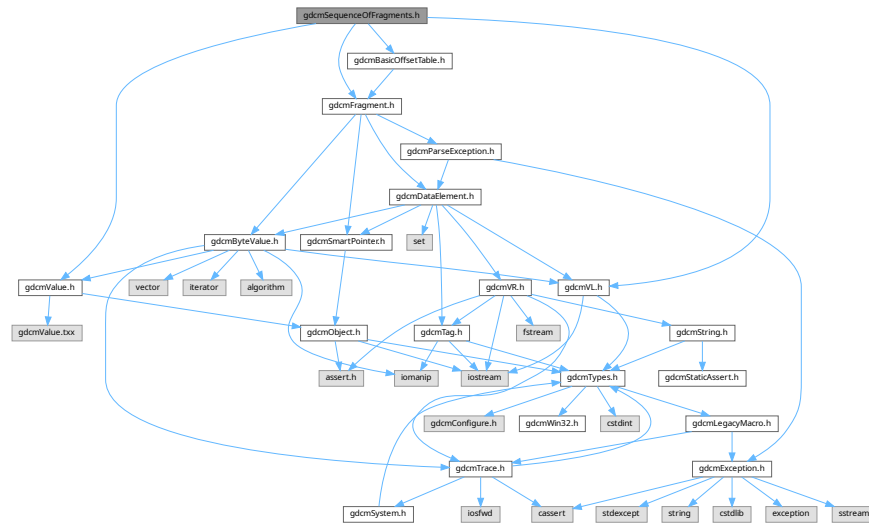 gdcmSequenceOfFragments.h
gdcmBasicOffsetTable.h
gdcmFragment.h
gdcmParseException.h
gdcmDataElement.h
gdcmByteValue.h
gdcmSmartPointer.h
set
gdcmValue.h
vector
iterator
algorithm
gdcmVR.h
gdcmVL.h
gdcmValue.txx
gdcmObject.h
gdcmTag.h
fstream
gdcmString.h
assert.h
iomanip
iostream
gdcmTypes.h
gdcmStaticAssert.h
gdcmConfigure.h
gdcmWin32.h
cstdint
gdcmLegacyMacro.h
gdcmTrace.h
gdcmException.h
gdcmSystem.h
iosfwd
cassert
stdexcept
string
cstdlib
exception
sstream